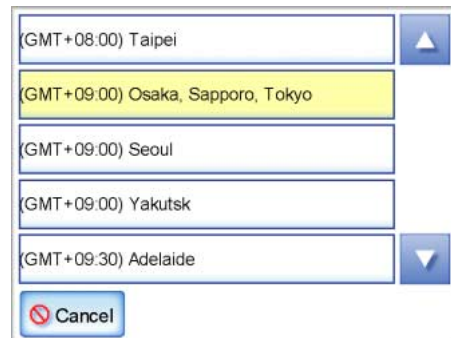 (GMT+08:00) Taipei
(GMT+09:00) Osaka, Sapporo, Tokyo
(GMT+09:00) Seoul
(GMT+09:00) Yakutsk
(GMT+09:30) Adelaide
Cancel